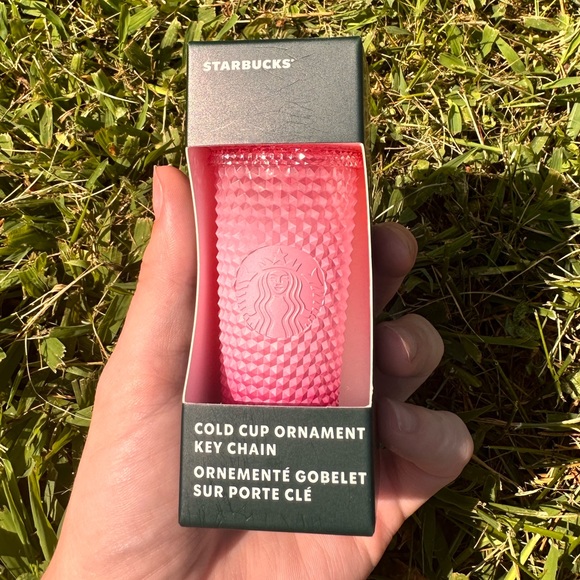 STARBUCKS
COLD CUP ORNAMENT
KEY CHAIN
ORNEMENTÉ GOBELET
SUR PORTE CLÉ